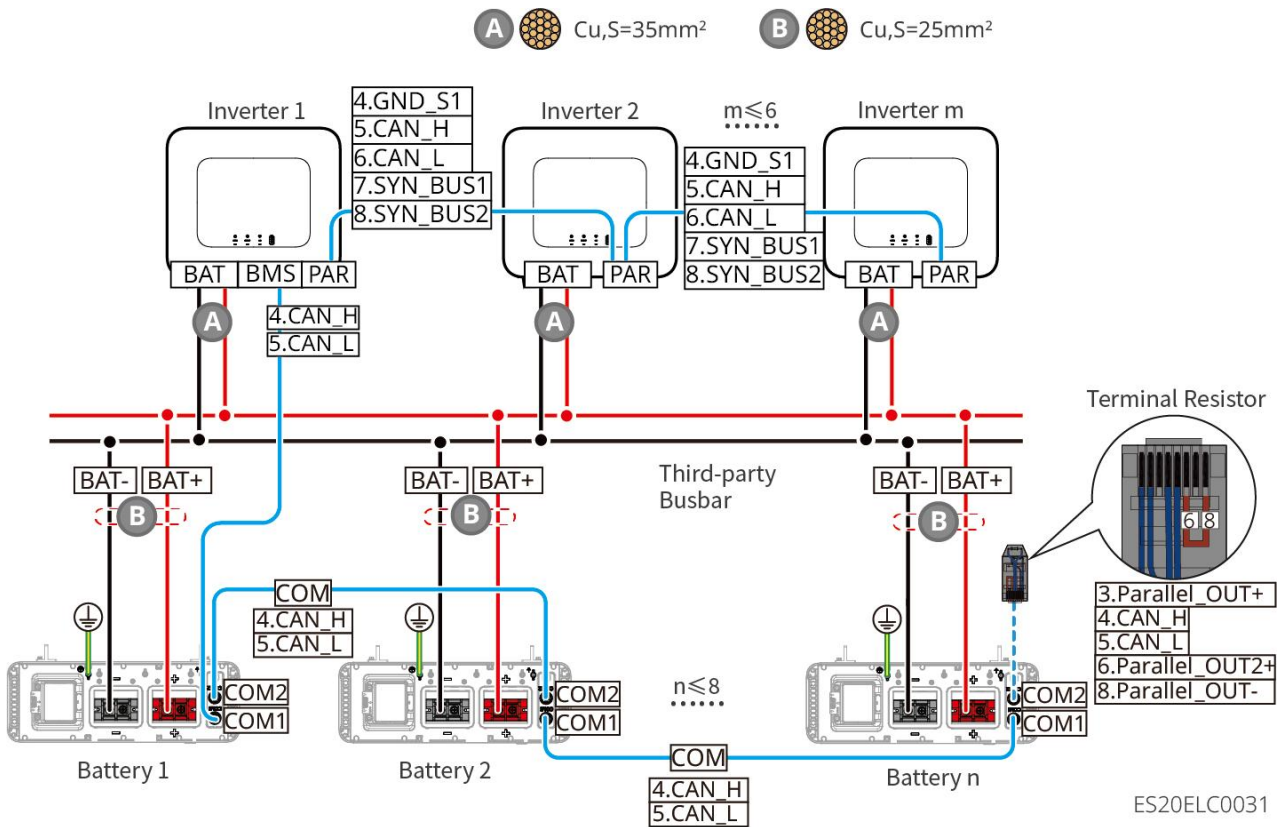 A Cu,S=35mm²
B Cu,S=25mm²
Inverter 1
4.GND_S1
5.CAN_H
6.CAN_L
7.SYN_BUS1
8.SYN_BUS2
Inverter 2
m≤6
Inverter m
4.GND_S1
5.CAN_H
6.CAN_L
7.SYN_BUS1
8.SYN_BUS2
BAT BMS PAR
BAT PAR
BAT PAR
A
A
A
4.CAN_H
5.CAN_L
Terminal Resistor
6 8
3.Parallel_OUT+
4.CAN_H
5.CAN_L
6.Parallel_OUT2+
8.Parallel_OUT-
BAT- BAT+
BAT- BAT+
Third-party
Busbar
BAT- BAT+
B
B
B
COM
4.CAN_H
5.CAN_L
COM2
COM1
COM2
COM1
n≤8
COM2
COM1
Battery 1
Battery 2
COM
4.CAN_H
5.CAN_L
Battery n
ES20ELC0031